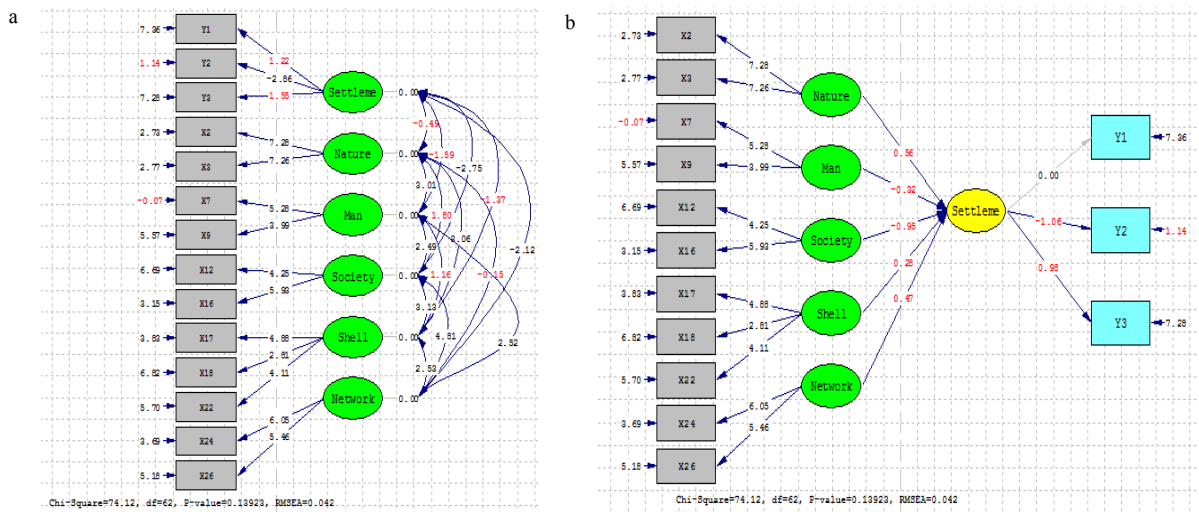 a
7.36 Y1
1.14 Y2
7.28 Y3
2.73 X2
2.77 X3
-0.07 X7
5.57 X9
6.69 X12
3.15 X16
3.83 X17
6.82 X18
5.70 X22
3.69 X24
5.18 X26
1.22
-2.86
1.55
7.28
7.26
5.28
3.99
4.25
5.93
4.88
2.81
4.11
6.05
5.46
Settleme 0.00
Nature 0.00
Man 0.00
Society 0.00
Shell 0.00
Network 0.00
-0.49
-1.59
-2.75
3.01
-1.37
1.80
3.06
-2.12
2.49
1.16
-0.15
3.13
4.81
2.52
2.53
Chi-Square=74.12, df=62, P-value=0.13923, RMSEA=0.042
b
2.73 X2
2.77 X3
-0.07 X7
5.57 X9
6.69 X12
3.15 X16
3.83 X17
6.82 X18
5.70 X22
3.69 X24
5.18 X26
7.28
7.26
5.28
3.99
4.25
5.93
4.88
2.81
4.11
6.05
5.46
Nature
Man
Society
Shell
Network
0.56
-0.32
-0.95
0.28
0.47
Settleme
0.00
-1.06
0.98
Y1 7.36
Y2 1.14
Y3 7.28
Chi-Square=74.12, df=62, P-value=0.13923, RMSEA=0.042